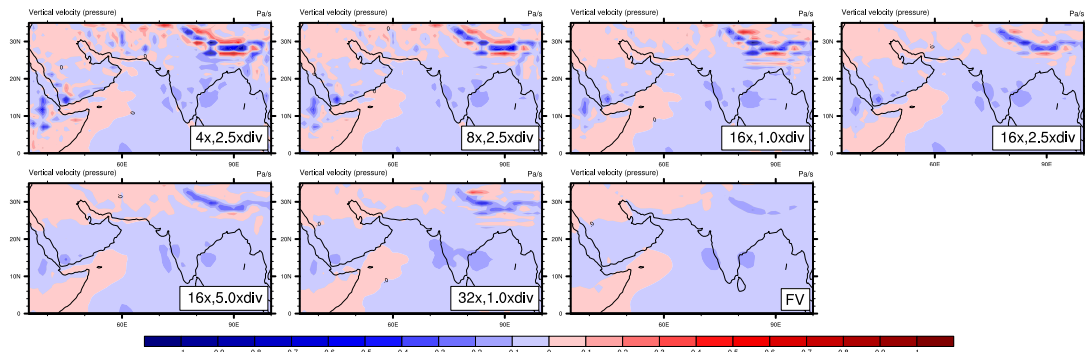 Vertical velocity (pressure) Pa/s
30N
20N
10N
0
60E 90E
4x,2.5xdiv
Vertical velocity (pressure) Pa/s
30N
20N
10N
0
60E 90E
8x,2.5xdiv
Vertical velocity (pressure) Pa/s
30N
20N
10N
0
60E 90E
16x,1.0xdiv
Vertical velocity (pressure) Pa/s
30N
20N
10N
0
60E 90E
16x,2.5xdiv
Vertical velocity (pressure) Pa/s
30N
20N
10N
0
60E 90E
16x,5.0xdiv
Vertical velocity (pressure) Pa/s
30N
20N
10N
0
60E 90E
32x,1.0xdiv
Vertical velocity (pressure) Pa/s
30N
20N
10N
0
60E 90E
FV